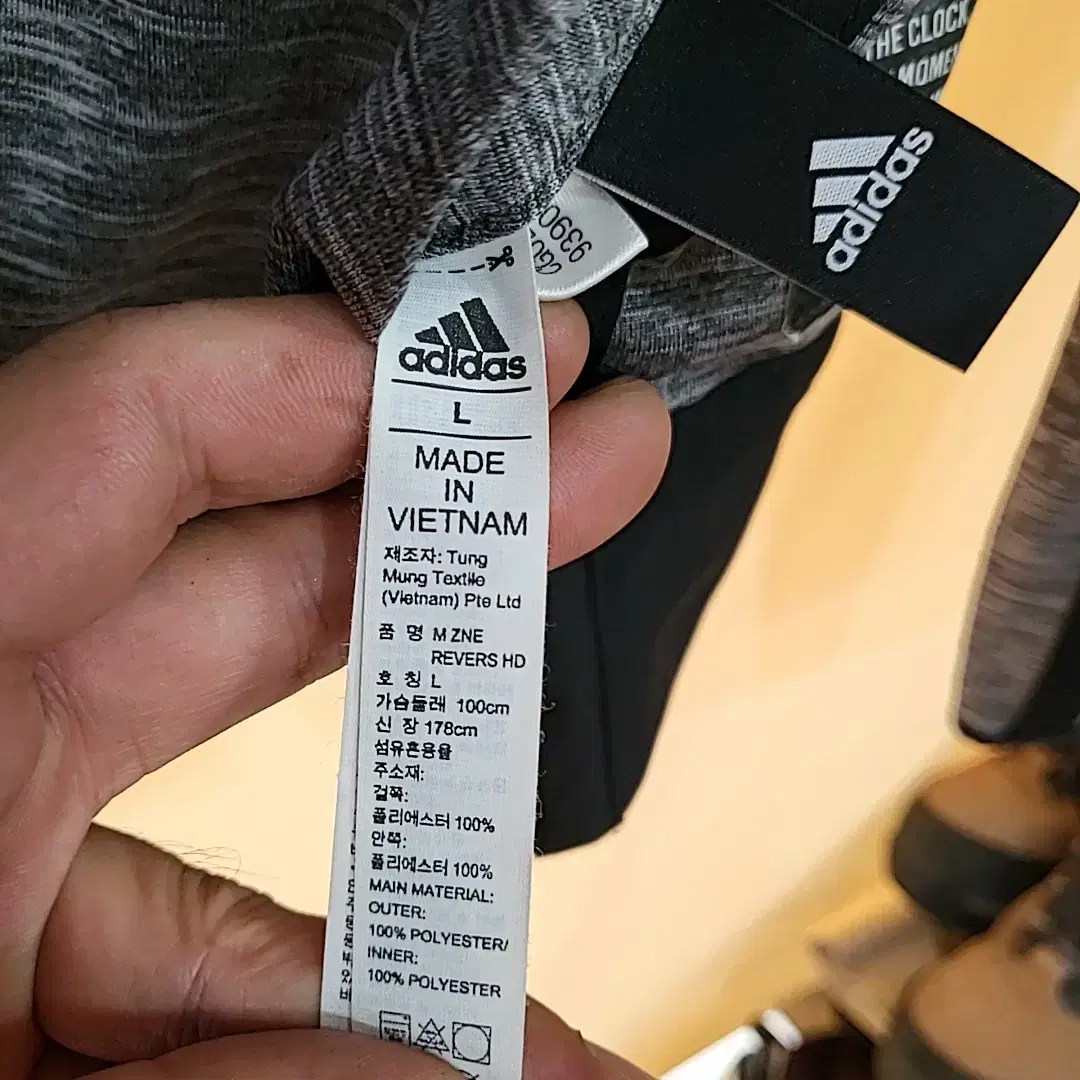 THE CLOCK
adidas
9390
adidas
L
MADE
IN
VIETNAM
제조자: Tung
Mung Textile
(Vietnam) Pte Ltd
품 명 M ZNE
REVERS HD
호 칭 L
가슴둘레 100cm
신 장 178cm
섬유혼용율
주소재:
겉쪽:
폴리에스터 100%
안쪽:
폴리에스터 100%
MAIN MATERIAL:
OUTER:
100% POLYESTER/
INNER:
100% POLYESTER